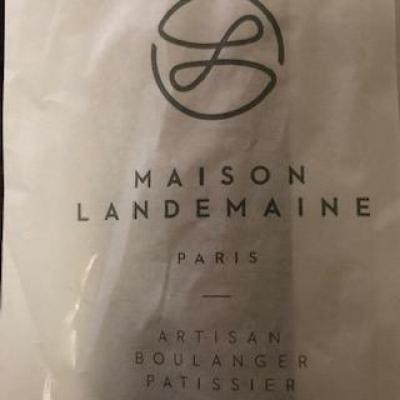 MAISON
LANDEMAINE
PARIS
ARTISAN
BOULANGER
PATISSIER